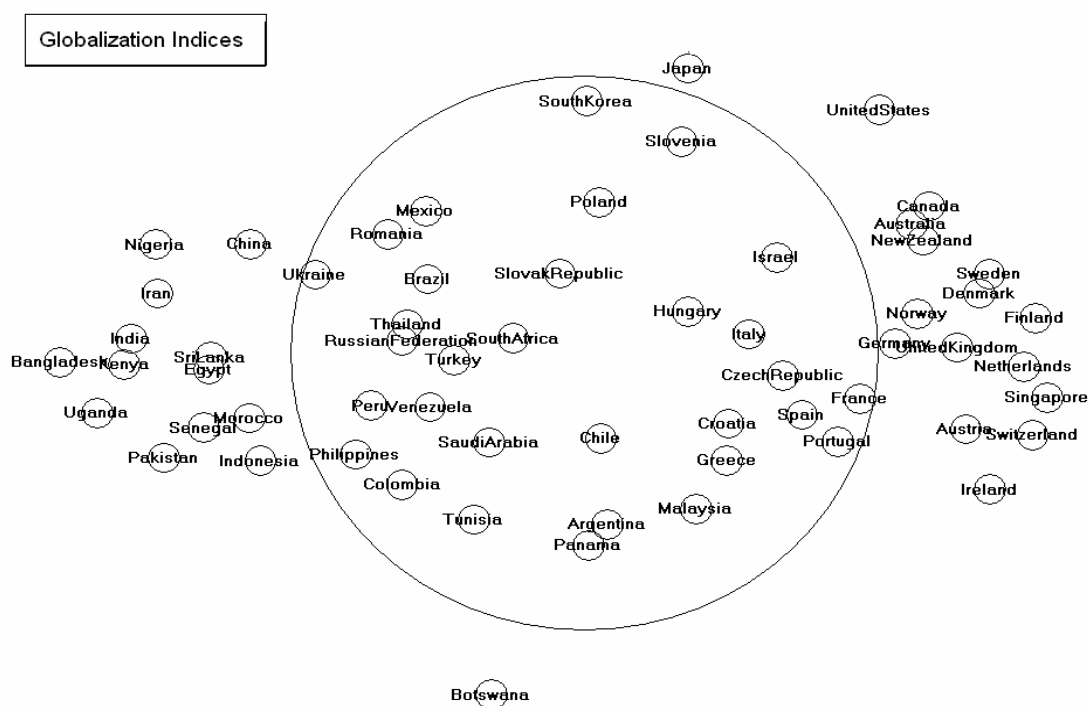 Globalization Indices
Japan
SouthKorea
UnitedStates
Slovenia
Poland
Canada
Mexico
Australia
Romania
NewZealand
Nigeria
China
Israel
Ukraine
SlovakRepublic
Sweden
Brazil
Iran
Denmark
Hungary
Norway
Finland
Thailand
Italy
India
RussianFederation
SouthAfrica
Germany
UnitedKingdom
SriLanka
Bangladesh
Kenya
Turkey
Egypt
Netherlands
CzechRepublic
France
Singapore
Peru
Venezuela
Uganda
Spain
Morocco
Croatia
Senegal
Austria
Switzerland
Chile
SaudiArabia
Portugal
Philippines
Pakistan
Indonesia
Greece
Colombia
Ireland
Malaysia
Tunisia
Argentina
Panama
Botswana